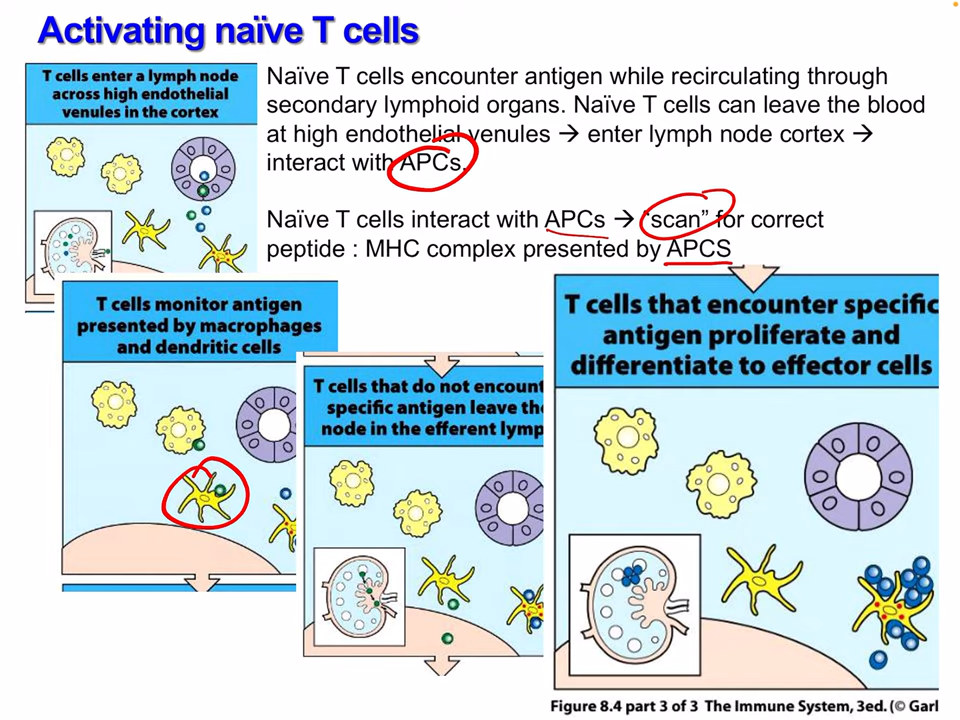 Activating naïve T cells
T cells enter a lymph node
across high endothelial
venules in the cortex
Naïve T cells encounter antigen while recirculating through
secondary lymphoid organs. Naïve T cells can leave the blood
at high endothelial venules → enter lymph node cortex →
interact with APCs.
Naïve T cells interact with APCs → “scan” for correct
peptide : MHC complex presented by APCS
T cells monitor antigen
presented by macrophages
and dendritic cells
T cells that do not encount
specific antigen leave the
node in the efferent lymp
T cells that encounter specific
antigen proliferate and
differentiate to effector cells
Figure 8.4 part 3 of 3 The Immune System, 3ed. (© Garl